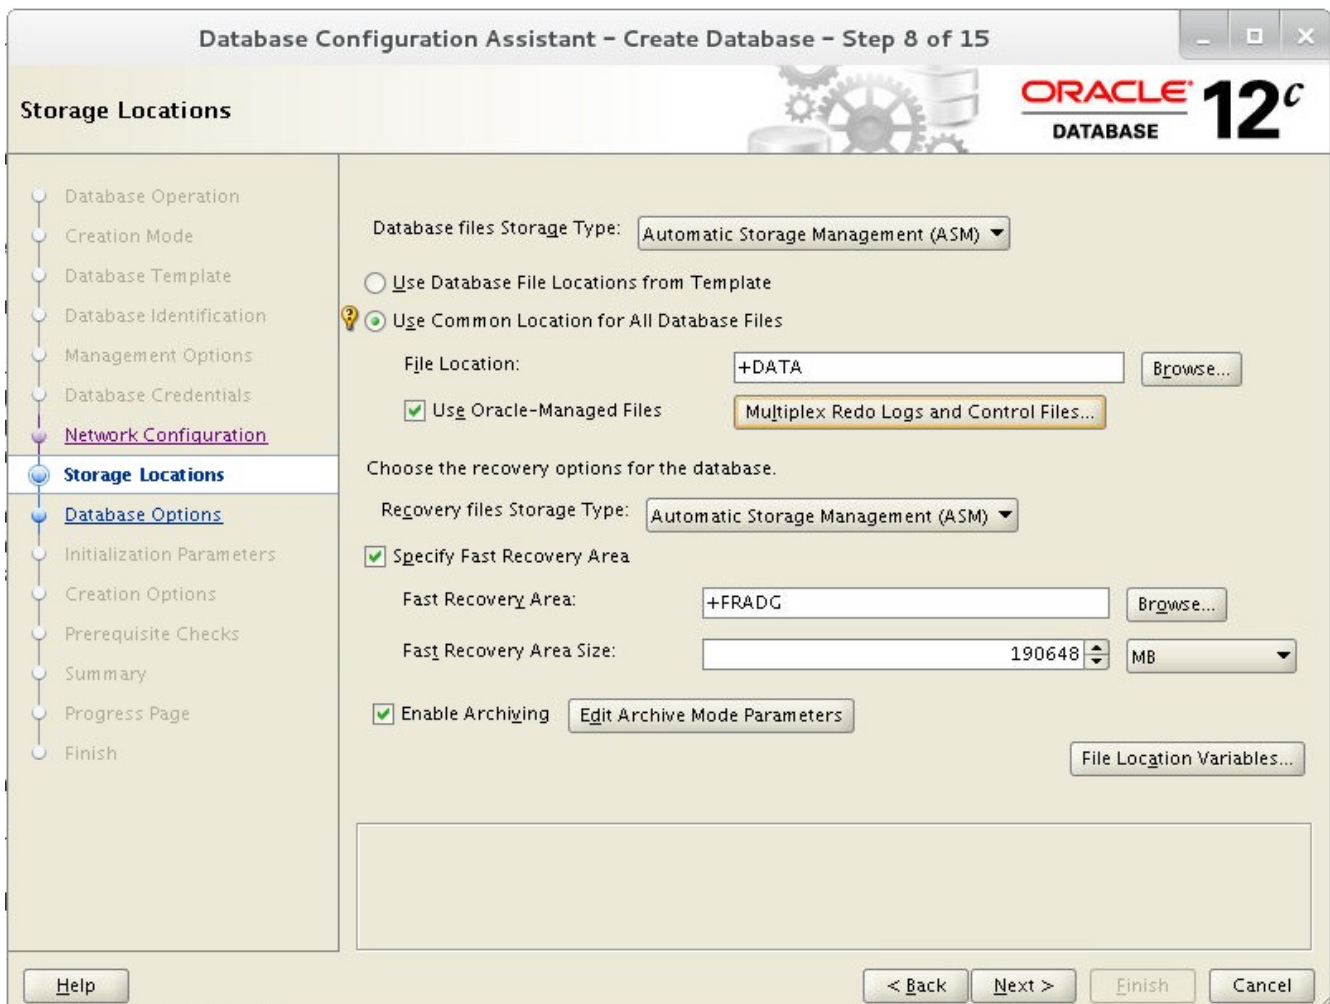 Database Configuration Assistant - Create Database - Step 8 of 15
Storage Locations
ORACLE
DATABASE
12c
Database Operation
Creation Mode
Database Template
Database Identification
Management Options
Database Credentials
Network Configuration
Storage Locations
Database Options
Initialization Parameters
Creation Options
Prerequisite Checks
Summary
Progress Page
Finish
Database files Storage Type: Automatic Storage Management (ASM)
Use Database File Locations from Template
Use Common Location for All Database Files
File Location: +DATA Browse...
Use Oracle-Managed Files Multiplex Redo Logs and Control Files...
Choose the recovery options for the database.
Recovery files Storage Type: Automatic Storage Management (ASM)
Specify Fast Recovery Area
Fast Recovery Area: +FRADG Browse...
Fast Recovery Area Size: 190648 MB
Enable Archiving Edit Archive Mode Parameters
File Location Variables...
Help < Back Next > Finish Cancel